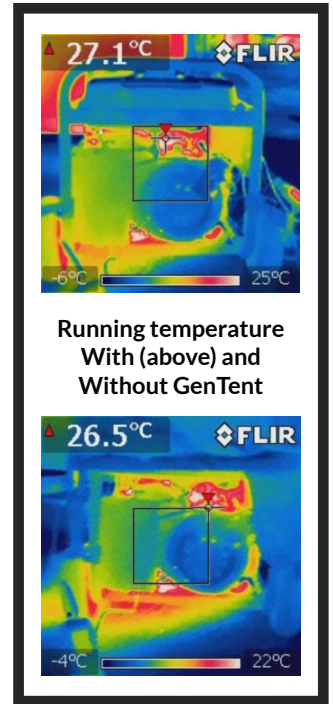 27.1°C FLIR
-6°C 25°C
Running temperature
With (above) and
Without GenTent
26.5°C FLIR
-4°C 22°C